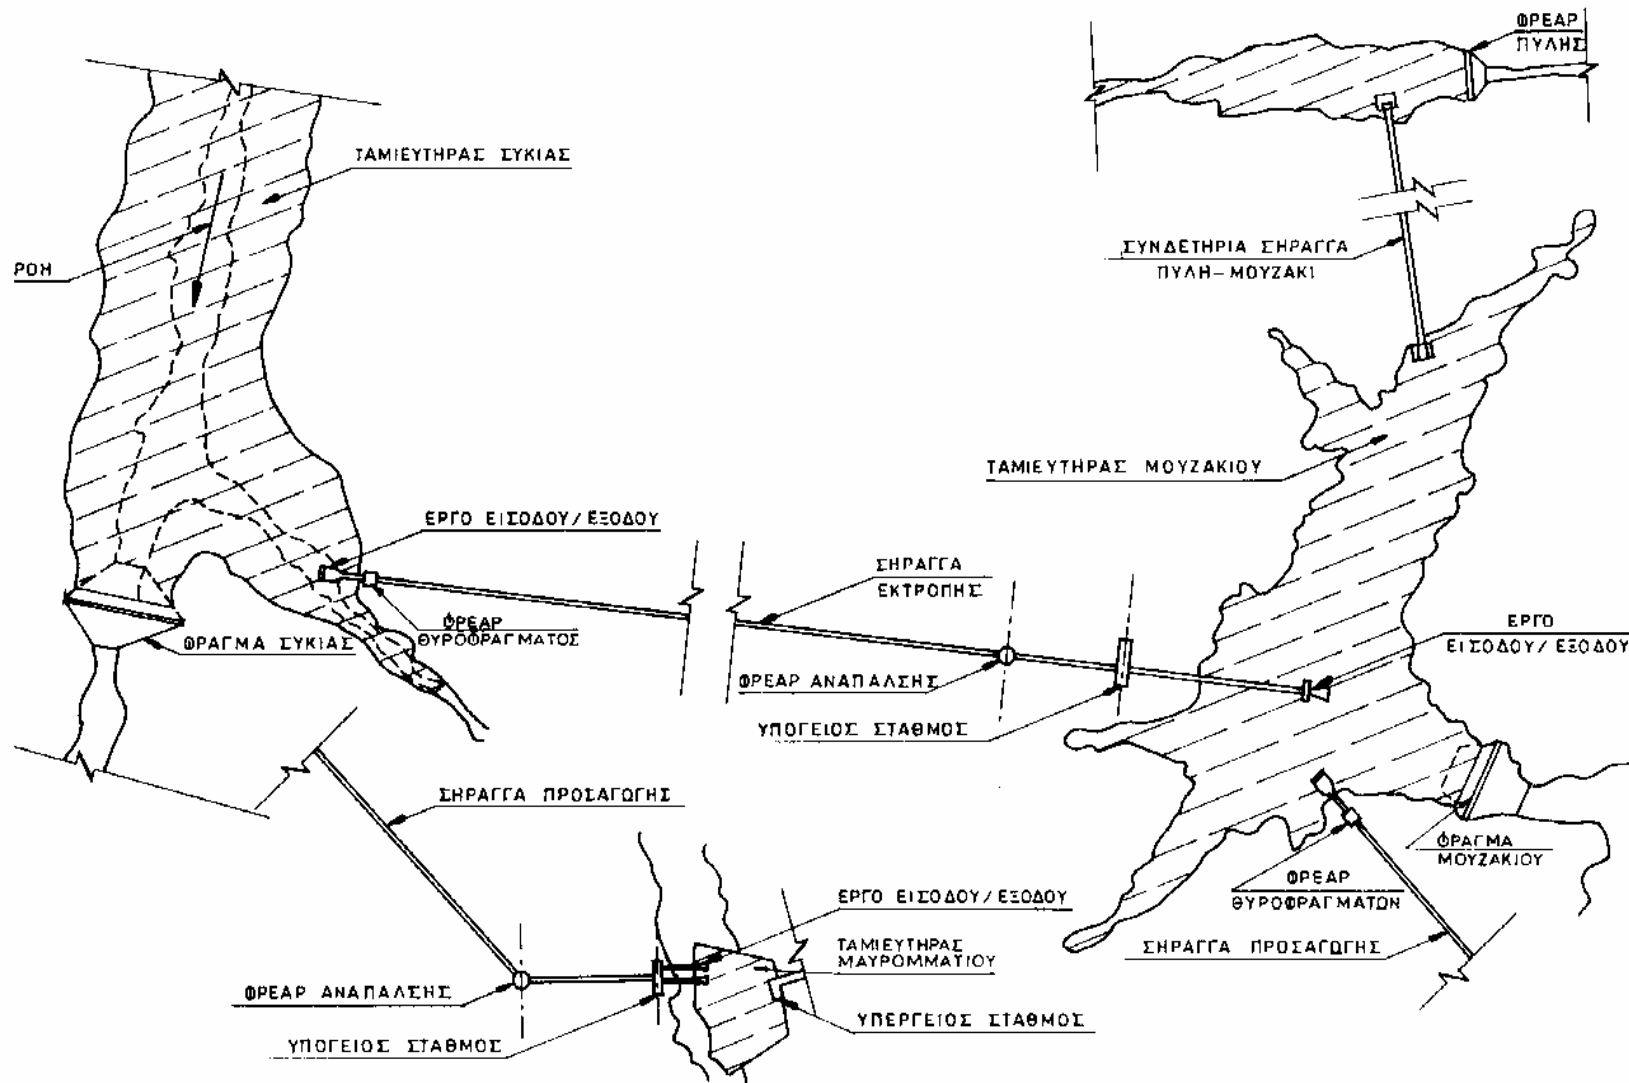 ΦΡΕΑΡ
ΠΥΛΗΣ
ΤΑΜΙΕΥΤΗΡΑΣ ΣΥΚΙΑΣ
ΡΟΗ
ΣΥΝΔΕΤΗΡΙΑ ΣΗΡΑΓΓΑ
ΠΥΛΗ-ΜΟΥΖΑΚΙ
ΤΑΜΙΕΥΤΗΡΑΣ ΜΟΥΖΑΚΙΟΥ
ΕΡΓΟ ΕΙΣΟΔΟΥ/ΕΞΟΔΟΥ
ΣΗΡΑΓΓΑ
ΕΚΤΡΟΠΗΣ
ΦΡΕΑΡ
ΘΥΡΟΦΡΑΓΜΑΤΟΣ
ΦΡΑΓΜΑ ΣΥΚΙΑΣ
ΕΡΓΟ
ΕΙΣΟΔΟΥ/ΕΞΟΔΟΥ
ΦΡΕΑΡ ΑΝΑΠΑΛΣΗΣ
ΥΠΟΓΕΙΟΣ ΣΤΑΘΜΟΣ
ΣΗΡΑΓΓΑ ΠΡΟΣΑΓΩΓΗΣ
ΦΡΑΓΜΑ
ΜΟΥΖΑΚΙΟΥ
ΦΡΕΑΡ
ΘΥΡΟΦΡΑΓΜΑΤΩΝ
ΕΡΓΟ ΕΙΣΟΔΟΥ/ΕΞΟΔΟΥ
ΤΑΜΙΕΥΤΗΡΑΣ
ΜΑΥΡΟΜΜΑΤΙΟΥ
ΣΗΡΑΓΓΑ ΠΡΟΣΑΓΩΓΗΣ
ΦΡΕΑΡ ΑΝΑΠΑΛΣΗΣ
ΥΠΕΡΓΕΙΟΣ ΣΤΑΘΜΟΣ
ΥΠΟΓΕΙΟΣ ΣΤΑΘΜΟΣ